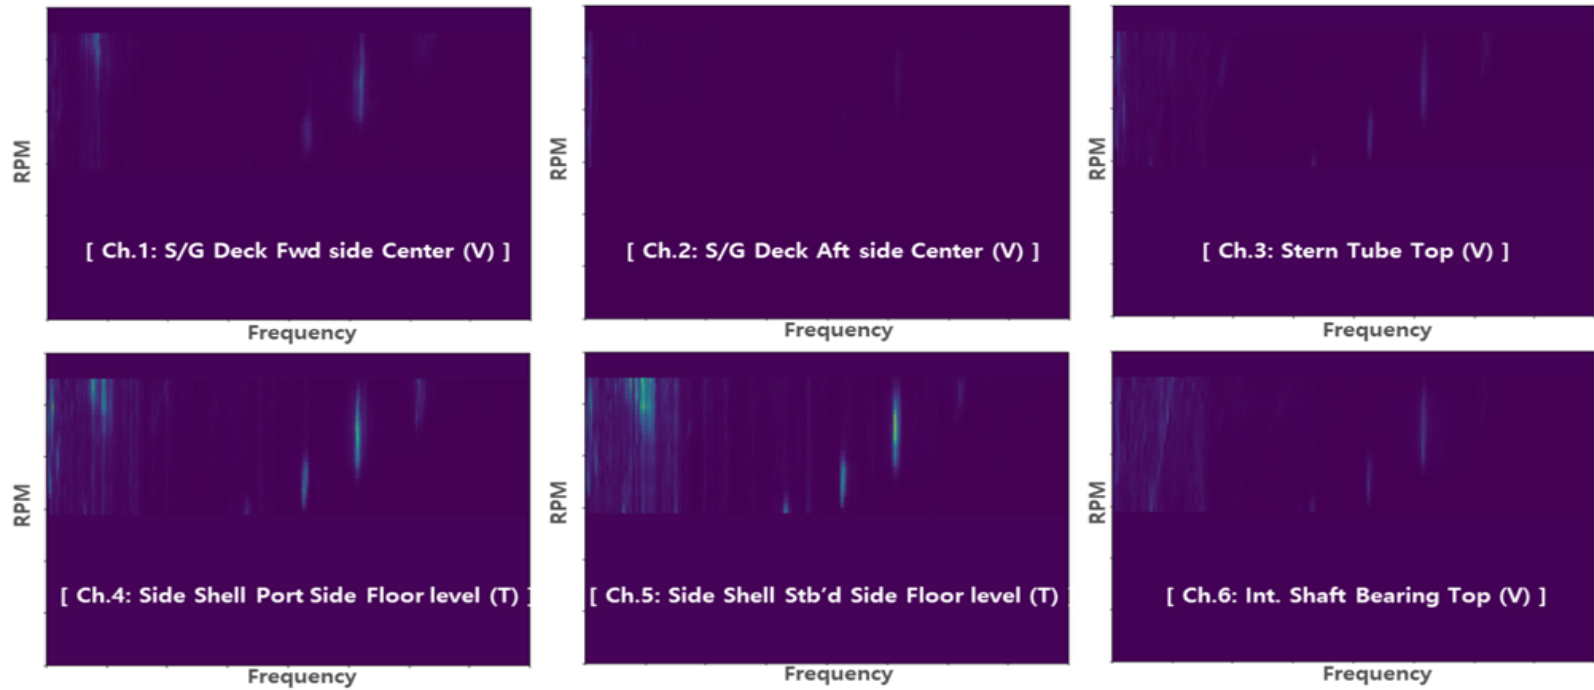 RPM
[ Ch.1: S/G Deck Fwd side Center (V) ]
Frequency
RPM
[ Ch.2: S/G Deck Aft side Center (V) ]
Frequency
RPM
[ Ch.3: Stern Tube Top (V) ]
Frequency
RPM
[ Ch.4: Side Shell Port Side Floor level (T) ]
Frequency
RPM
[ Ch.5: Side Shell Stb’d Side Floor level (T) ]
Frequency
RPM
[ Ch.6: Int. Shaft Bearing Top (V) ]
Frequency